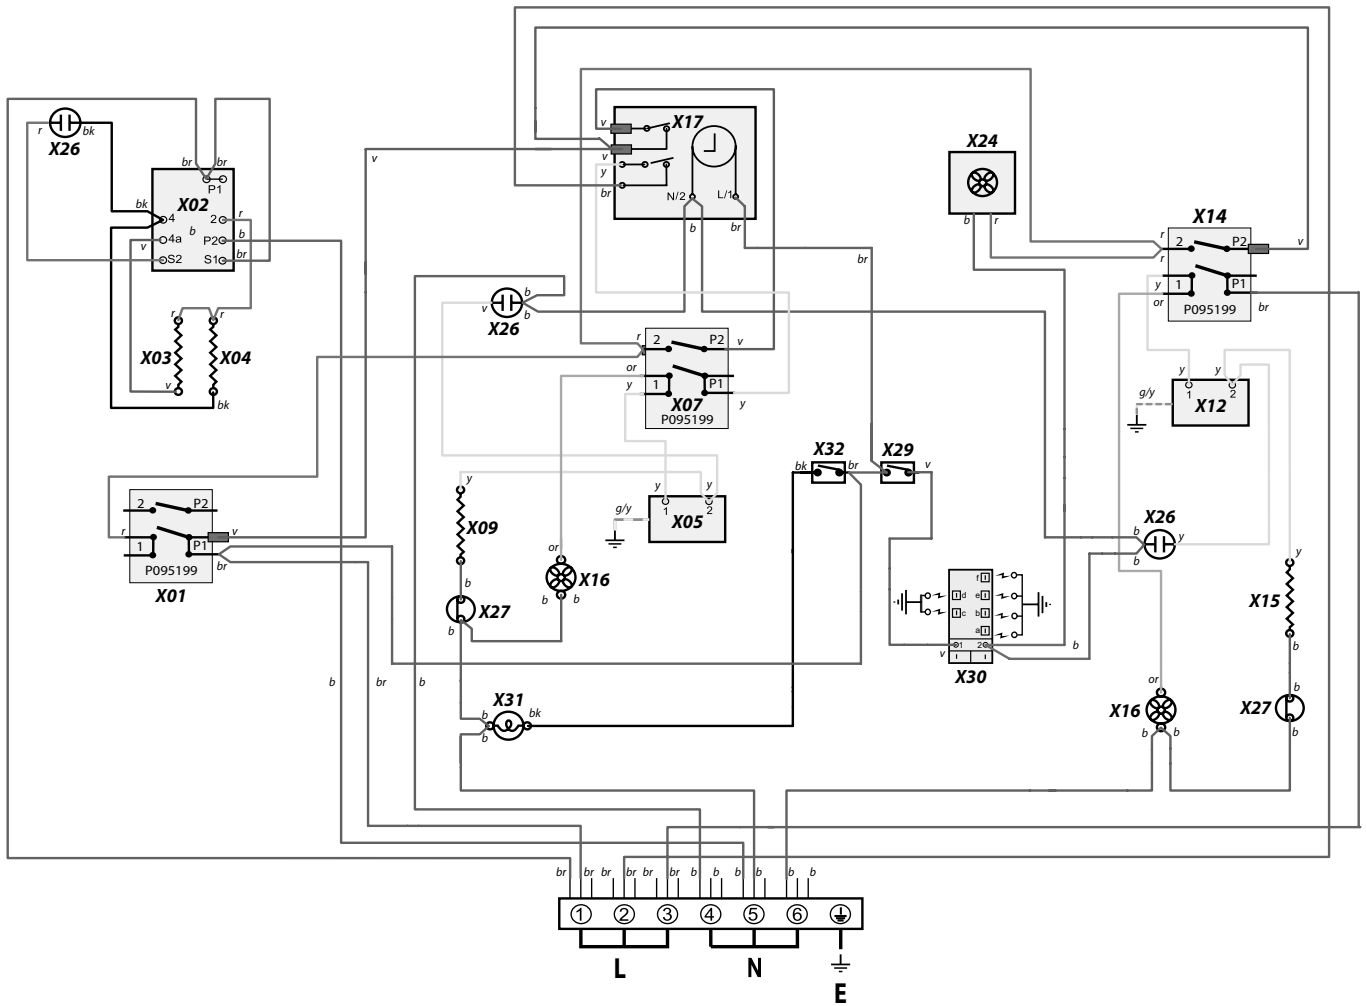 X26
r
bk
br
br
P1
X02
bk
4
2
r
b
4a
P2
b
v
S2
S1
br
r
r
X03
X04
v
bk
v
v
X17
v
y
br
N/2
L/1
b
br
br
X24
b
r
X14
r
2
P2
v
r
y
1
P1
or
br
P095199
b
v
b
X26
r
2
P2
v
or
y
1
P1
X07
P095199
y
y
y
g/y
1
2
X12
2
P2
r
v
1
P1
br
P095199
X01
y
X09
g/y
y
y
1
2
X05
or
X16
b
b
b
X27
b
bk
X32
br
X29
v
f
d
e
c
b
a
1
2
v
b
X30
X26
b
y
b
y
X15
b
or
X16
b
b
b
X27
b
b
br
b
X31
b
bk
b
br
br
br
br
br
b
b
b
b
b
b
1
2
3
4
5
6
L
N
E